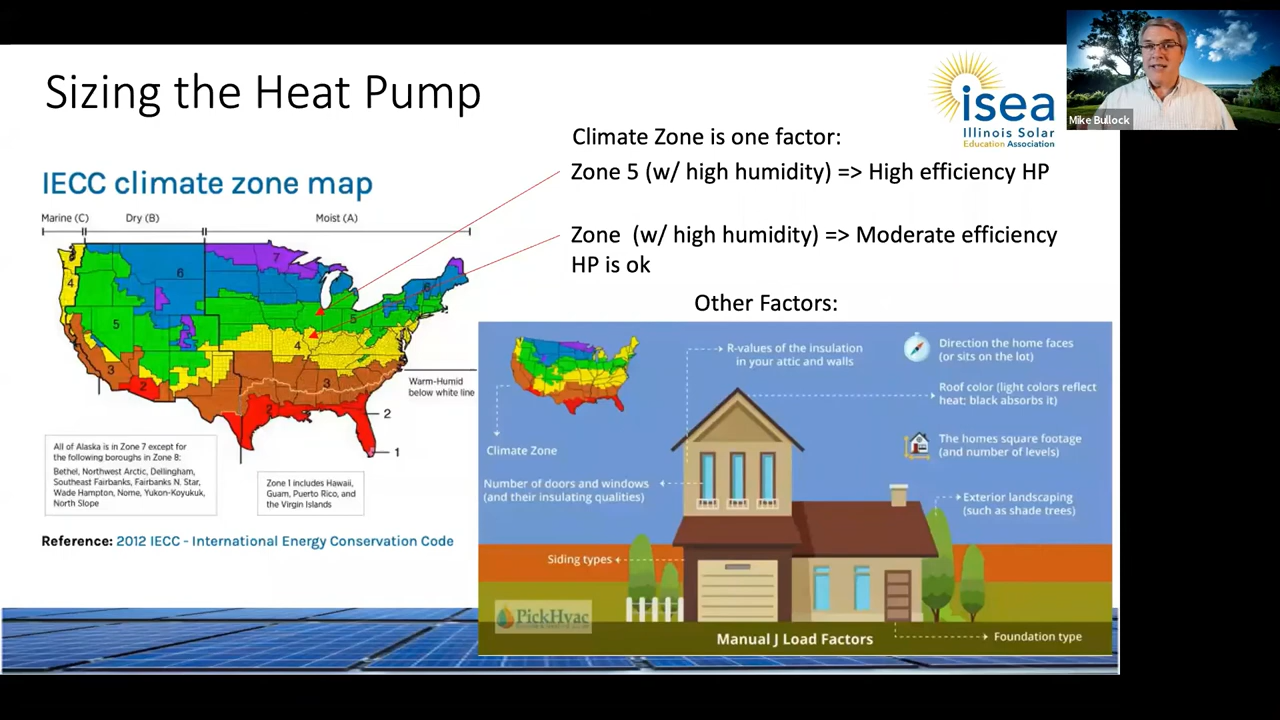 Sizing the Heat Pump
isea
Illinois Solar
Education Association
Mike Bullock
Climate Zone is one factor:
Zone 5 (w/ high humidity) => High efficiency HP
Zone (w/ high humidity) => Moderate efficiency
HP is ok
Other Factors:
IECC climate zone map
Marine (C)
Dry (B)
Moist (A)
7
6
6
4
5
5
4
3
3
2
2
2
1
Warm-Humid
below white line
All of Alaska is in Zone 7 except for
the following boroughs in Zone 8:
Bethel, Northwest Arctic, Dellingham,
Southeast Fairbanks, Fairbanks N. Star,
Wade Hampton, Nome, Yukon-Koyukuk,
North Slope
Zone 1 includes Hawaii,
Guam, Puerto Rico, and
the Virgin Islands
Reference: 2012 IECC - International Energy Conservation Code
R-values of the insulation
in your attic and walls
Direction the home faces
(or sits on the lot)
Roof color (light colors reflect
heat; black absorbs it)
The homes square footage
(and number of levels)
Climate Zone
Number of doors and windows
(and their insulating qualities)
Exterior landscaping
(such as shade trees)
Siding types
PickHvac
Manual J Load Factors
Foundation type